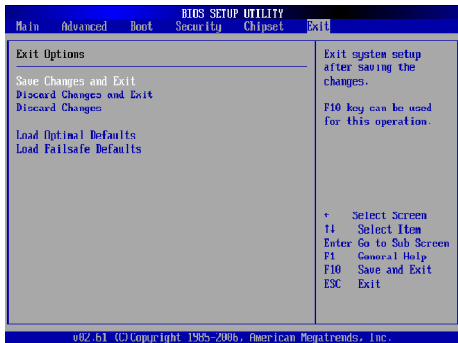 BIOS SETUP UTILITY
Main Advanced Boot Security Chipset Exit
Exit Options
Save Changes and Exit
Discard Changes and Exit
Discard Changes
Load Optimal Defaults
Load Failsafe Defaults
Exit system setup
after saving the
changes.
F10 key can be used
for this operation.
← Select Screen
↑↓ Select Item
Enter Go to Sub Screen
F1 General Help
F10 Save and Exit
ESC Exit
v02.61 (C)Copyright 1985-2006, American Megatrends, Inc.